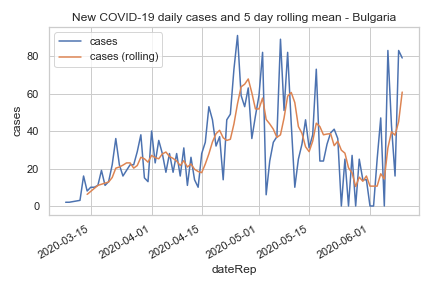 New COVID-19 daily cases and 5 day rolling mean - Bulgaria
cases
cases (rolling)
cases
80
60
40
20
0
2020-03-15
2020-04-01
2020-04-15
2020-05-01
2020-05-15
2020-06-01
dateRep